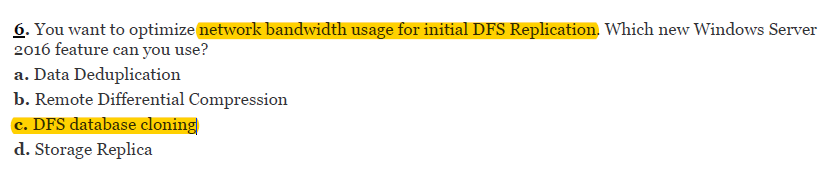 6. You want to optimize network bandwidth usage for initial DFS Replication. Which new Windows Server
2016 feature can you use?
a. Data Deduplication
b. Remote Differential Compression
c. DFS database cloning
d. Storage Replica